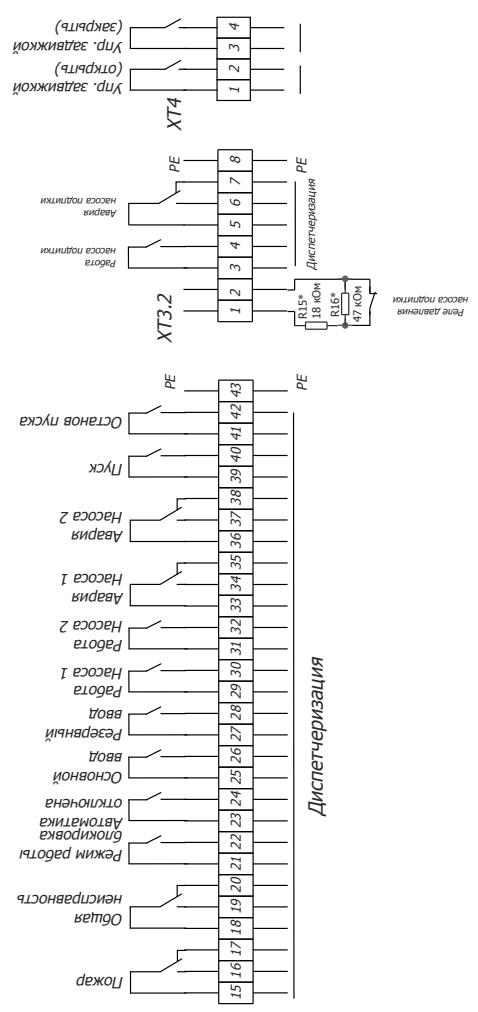 Упр. задвижкой
(закрыть)
Упр. задвижкой
(открыть)
4
3
2
1
XT4
PE
Авария
насоса подпитки
Работа
насоса подпитки
XT3.2
8
7
6
5
4
3
2
1
PE
Диспетчеризация
R15*
18 кОм
R16*
47 кОм
Реле давления
насоса подпитки
PE
Останов пуска
Пуск
Авария
Насоса 2
Авария
Насоса 1
Работа
Насоса 2
Работа
Насоса 1
Резервный
ввод
Основной
ввод
Автоматика
отключена
Режим работы
блокировка
Общая
неисправность
Пожар
43
42
41
40
39
38
37
36
35
34
33
32
31
30
29
28
27
26
25
24
23
22
21
20
19
18
17
16
15
PE
Диспетчеризация